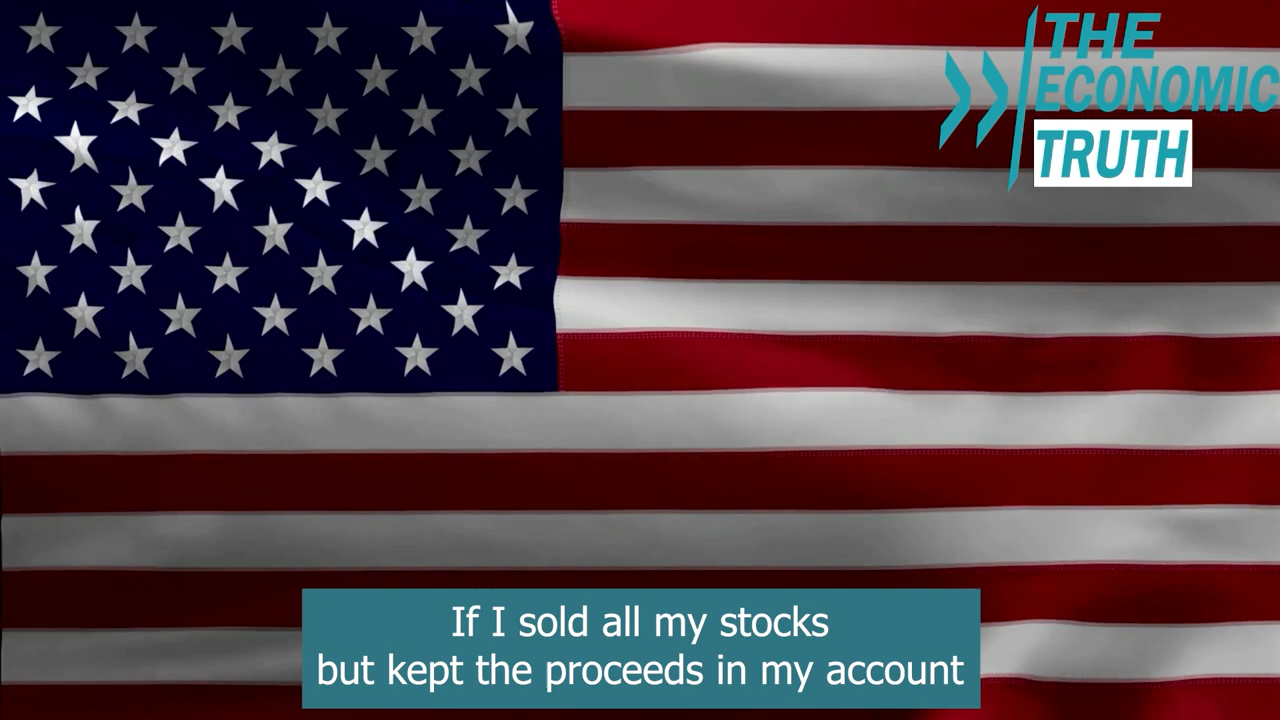 THE
ECONOMIC
TRUTH
If I sold all my stocks
but kept the proceeds in my account